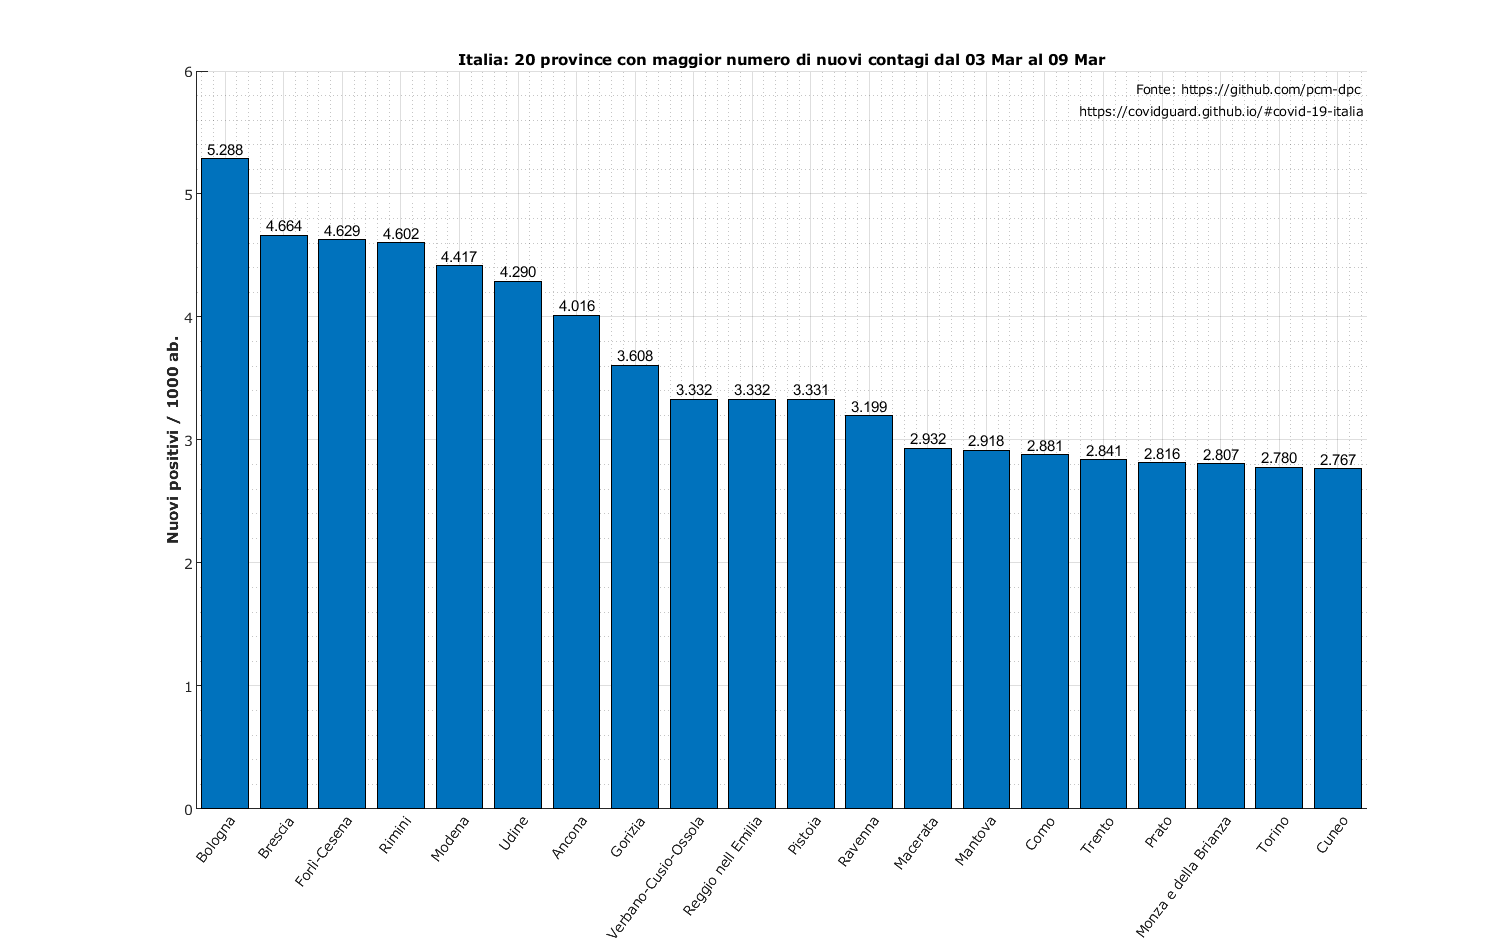 Italia: 20 province con maggior numero di nuovi contagi dal 03 Mar al 09 Mar
Fonte: https://github.com/pcm-dpc
https://covidguard.github.io/#covid-19-italia
Nuovi positivi / 1000 ab.
6
5
4
3
2
1
0
5.288
4.664
4.629
4.602
4.417
4.290
4.016
3.608
3.332
3.332
3.331
3.199
2.932
2.918
2.881
2.841
2.816
2.807
2.780
2.767
Bologna
Brescia
Forlì-Cesena
Rimini
Modena
Udine
Ancona
Gorizia
Verbano-Cusio-Ossola
Reggio nell Emilia
Pistoia
Ravenna
Macerata
Mantova
Como
Trento
Prato
Monza e della Brianza
Torino
Cuneo